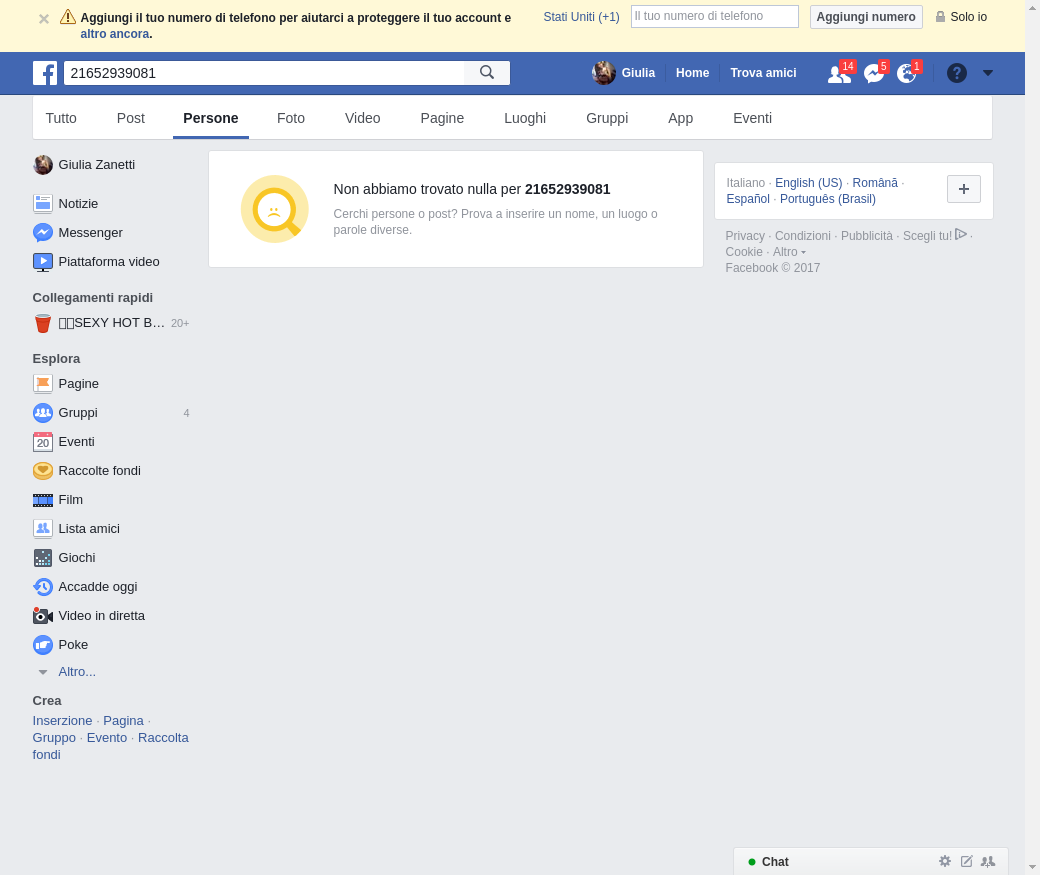 Aggiungi il tuo numero di telefono per aiutarci a proteggere il tuo account e
altro ancora.
Stati Uniti (+1)
Il tuo numero di telefono
Aggiungi numero
Solo io
21652939081
Giulia
Home
Trova amici
14
5
1
?
Tutto
Post
Persone
Foto
Video
Pagine
Luoghi
Gruppi
App
Eventi
Giulia Zanetti
Notizie
Messenger
Piattaforma video
Collegamenti rapidi
SEXY HOT B…
20+
Esplora
Pagine
Gruppi
4
20
Eventi
Raccolte fondi
Film
Lista amici
Giochi
Accadde oggi
Video in diretta
Poke
Altro...
Crea
Inserzione · Pagina ·
Gruppo · Evento · Raccolta
fondi
Non abbiamo trovato nulla per 21652939081
Cerchi persone o post? Prova a inserire un nome, un luogo o
parole diverse.
Italiano · English (US) · Română ·
Español · Português (Brasil)
Privacy · Condizioni · Pubblicità · Scegli tu! ·
Cookie · Altro
Facebook © 2017
Chat